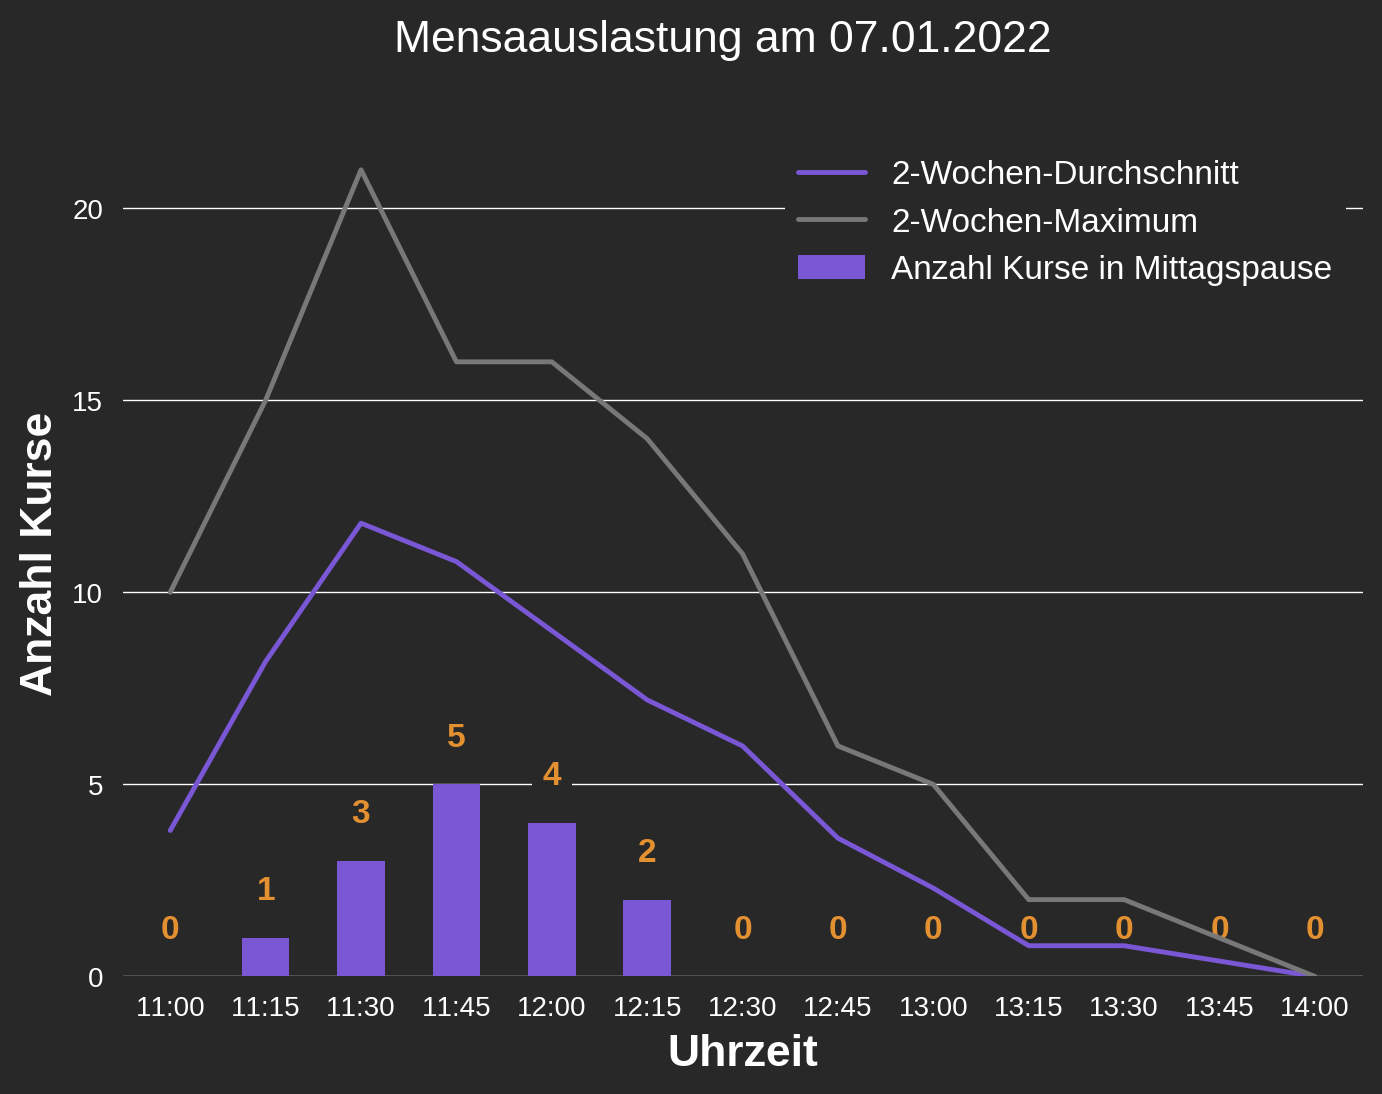 Mensaauslastung am 07.01.2022
2-Wochen-Durchschnitt
2-Wochen-Maximum
Anzahl Kurse in Mittagspause
Anzahl Kurse
20
15
10
5
0
0
1
3
5
4
2
0
0
0
0
0
0
0
11:00 11:15 11:30 11:45 12:00 12:15 12:30 12:45 13:00 13:15 13:30 13:45 14:00
Uhrzeit